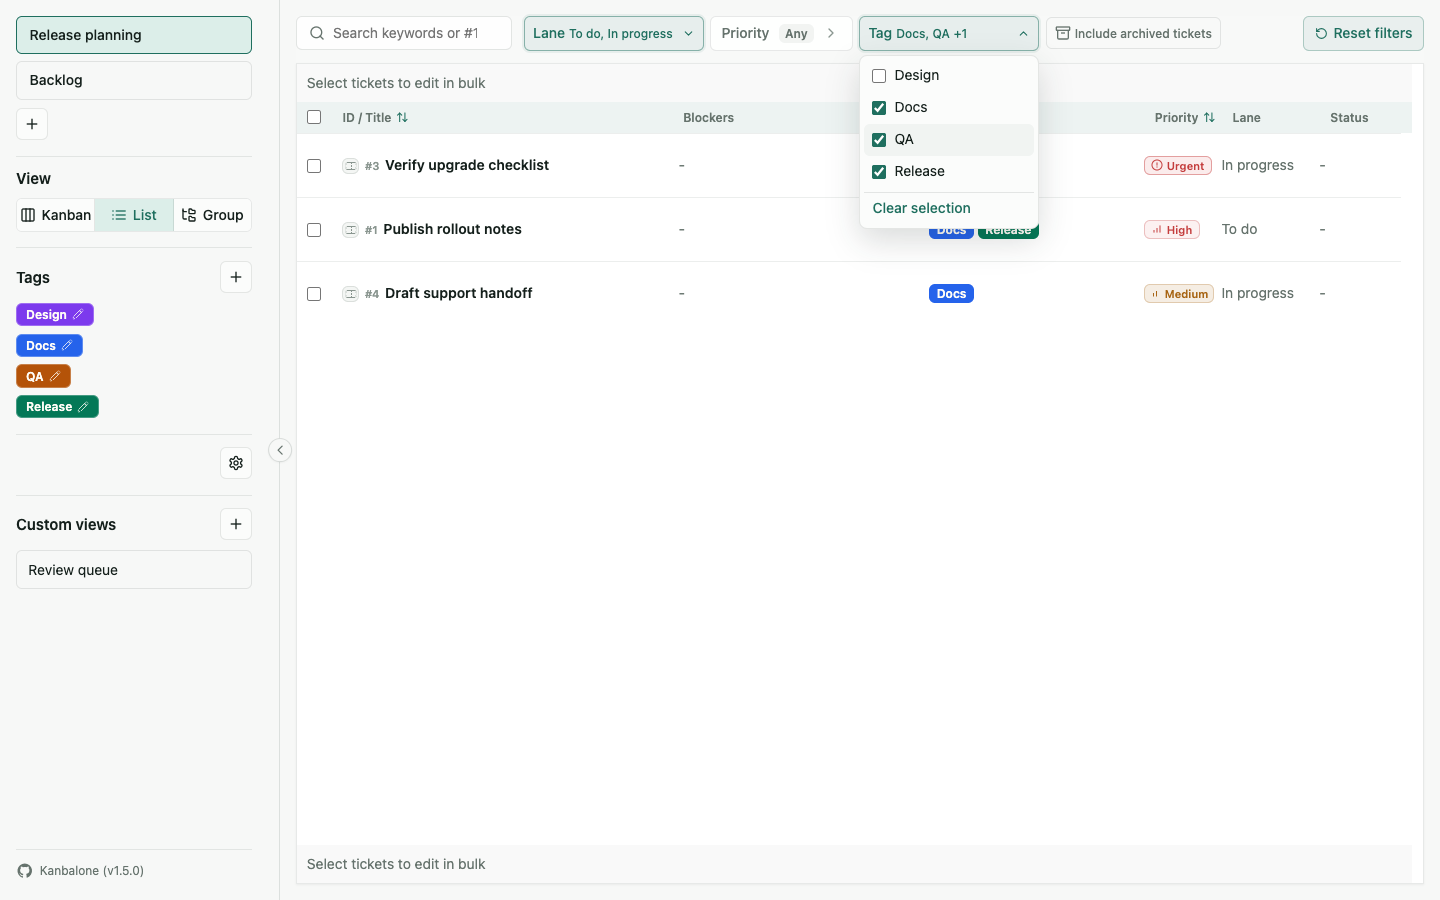 Release planning
Backlog
View
Kanban
List
Group
Tags
Design
Docs
QA
Release
Custom views
Review queue
Kanbalone (v1.5.0)
Search keywords or #1
Lane To do, In progress
Priority Any
Tag Docs, QA +1
Include archived tickets
Reset filters
Design
Docs
QA
Release
Clear selection
Select tickets to edit in bulk
ID / Title
Blockers
Priority
Lane
Status
#3 Verify upgrade checklist
-
Urgent
In progress
#1 Publish rollout notes
-
Docs
Release
High
To do
-
#4 Draft support handoff
-
Docs
Medium
In progress
-
Select tickets to edit in bulk